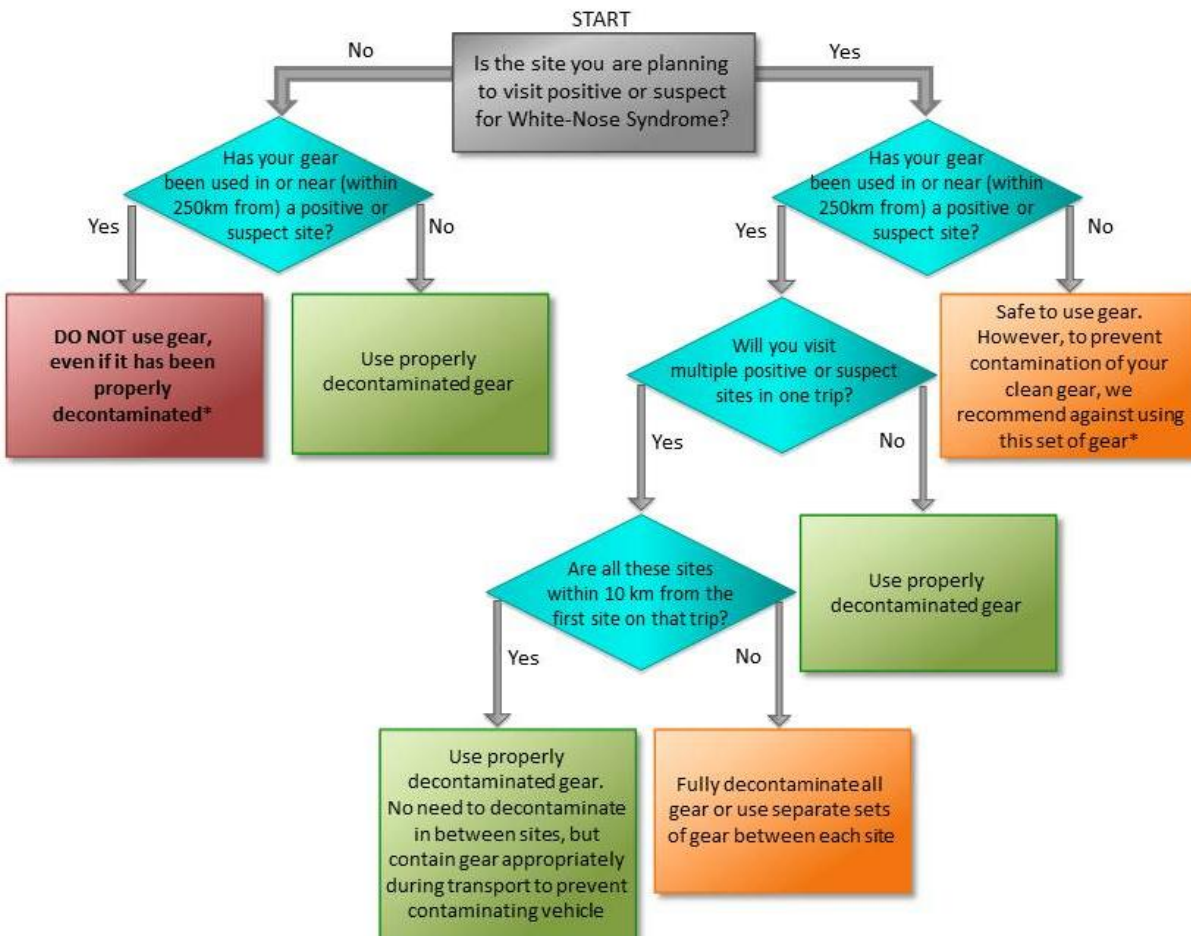 START
No
Is the site you are planning
to visit positive or suspect
for White-Nose Syndrome?
Yes
Has your gear
been used in or near (within
250km from) a positive or
suspect site?
Yes
No
Has your gear
been used in or near (within
250km from) a positive or
suspect site?
Yes
No
DO NOT use gear,
even if it has been
properly
decontaminated*
Use properly
decontaminated gear
Will you visit
multiple positive or suspect
sites in one trip?
Yes
No
Safe to use gear.
However, to prevent
contamination of your
clean gear, we
recommend against using
this set of gear*
Are all these sites
within 10 km from the
first site on that trip?
Yes
No
Use properly
decontaminated gear
Use properly
decontaminated gear.
No need to decontaminate
in between sites, but
contain gear appropriately
during transport to prevent
contaminating vehicle
Fully decontaminate all
gear or use separate sets
of gear between each site